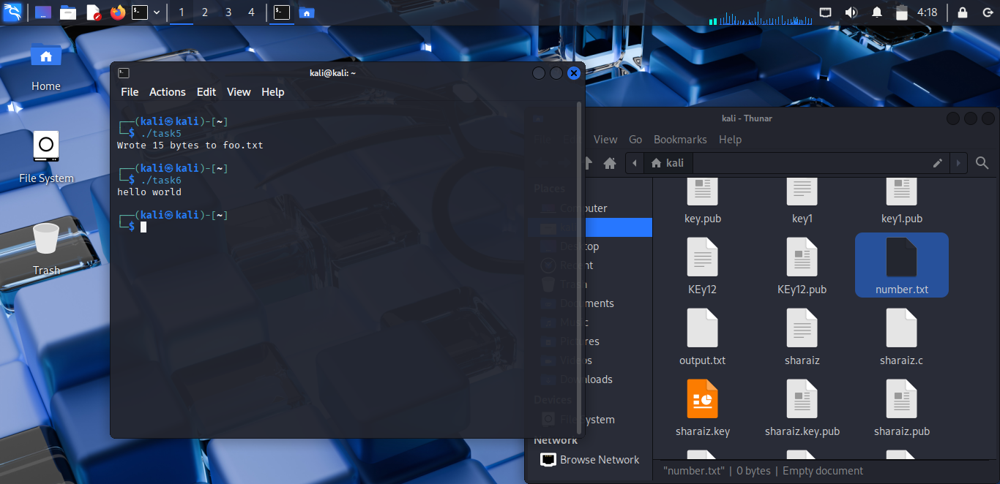 1 2 3 4
4:18
Home
File System
Trash
kali@kali: ~
File Actions Edit View Help
┌──(kali㉿kali)-[~]
└─$ ./task5
Wrote 15 bytes to foo.txt
┌──(kali㉿kali)-[~]
└─$ ./task6
hello world
┌──(kali㉿kali)-[~]
└─$
kali - Thunar
View Go Bookmarks Help
kali
Places
Computer
Desktop
Recent
Trash
Documents
Music
Pictures
Videos
Downloads
Devices
File System
Network
Browse Network
key.pub key1 key1.pub
KEy12 KEy12.pub number.txt
output.txt sharaiz sharaiz.c
sharaiz.key sharaiz.key.pub sharaiz.pub
"number.txt" | 0 bytes | Empty document